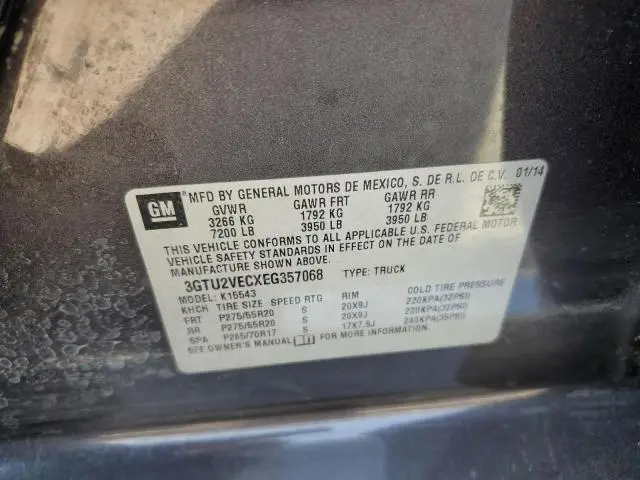 GM ® MFD BY GENERAL MOTORS DE MEXICO, S. DE R.L. DE C.V. 01/14
GVWR GAWR FRT GAWR RR
3266 KG 1792 KG 1792 KG
7200 LB 3950 LB 3950 LB
THIS VEHICLE CONFORMS TO ALL APPLICABLE U.S. FEDERAL MOTOR
VEHICLE SAFETY STANDARDS IN EFFECT ON THE DATE OF
MANUFACTURE SHOWN ABOVE.
3GTU2VECXEG357068 TYPE: TRUCK
MODEL: K15543
KHCH TIRE SIZE SPEED RTG RIM COLD TIRE PRESSURE
FRT P275/55R20 S 20X9J 220KPA(32PSI)
RR P275/55R20 S 20X9J 220KPA(32PSI)
SPA P265/70R17 S 17X7.5J 240KPA(35PSI)
SEE OWNER'S MANUAL FOR MORE INFORMATION.